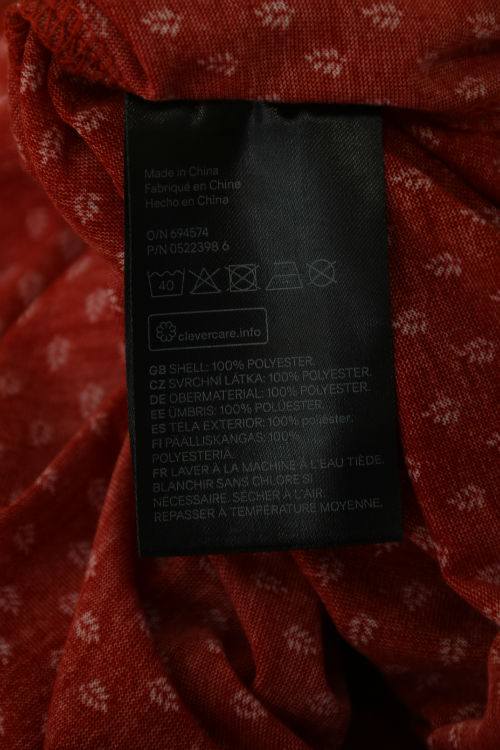 Made in China
Fabriqué en Chine
Hecho en China
O/N 694574
P/N 0522398 6
40
clevercare.info
GB SHELL: 100% POLYESTER.
CZ SVRCHNÍ LÁTKA: 100% POLYESTER.
DE OBERMATERIAL: 100% POLYESTER.
EE ÜMBRIS: 100% POLÜESTER.
ES TELA EXTERIOR: 100% poliéster.
FI PÄÄLLISKANGAS: 100%
POLYESTERIÄ.
FR LAVER À LA MACHINE À L'EAU TIÈDE.
BLANCHIR SANS CHLORE SI
NÉCESSAIRE. SÉCHER À L'AIR.
REPASSER À TEMPÉRATURE MOYENNE.